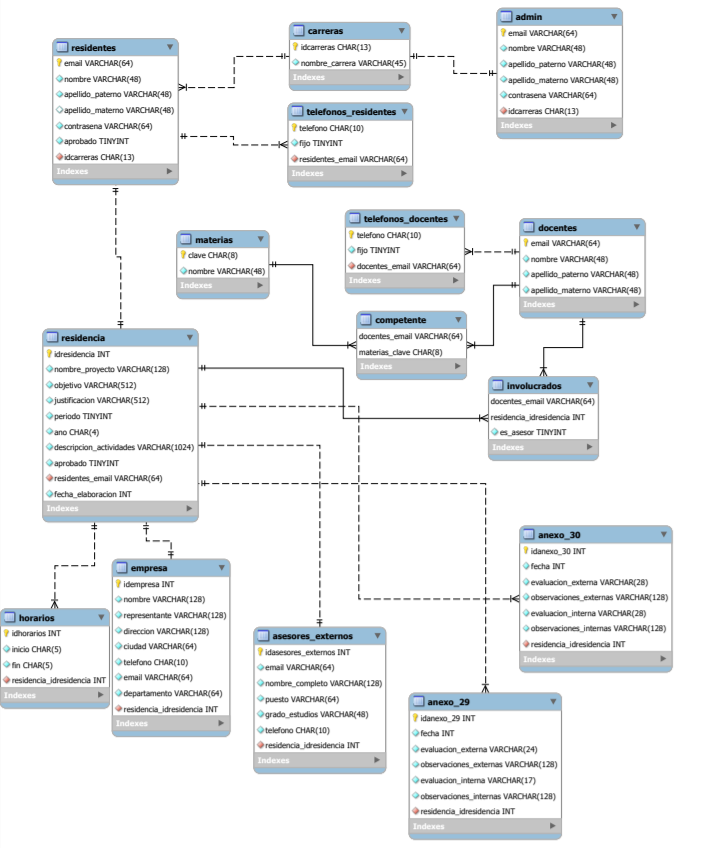 residentes
email VARCHAR(64)
nombre VARCHAR(48)
apellido_paterno VARCHAR(48)
apellido_materno VARCHAR(48)
contrasena VARCHAR(64)
aprobado TINYINT
idcarreras CHAR(13)
Indexes
carreras
idcarreras CHAR(13)
nombre_carrera VARCHAR(45)
Indexes
admin
email VARCHAR(64)
nombre VARCHAR(48)
apellido_paterno VARCHAR(48)
apellido_materno VARCHAR(48)
contrasena VARCHAR(64)
idcarreras CHAR(13)
Indexes
telefonos_residentes
telefono CHAR(10)
fijo TINYINT
residentes_email VARCHAR(64)
Indexes
materias
clave CHAR(8)
nombre VARCHAR(48)
Indexes
telefonos_docentes
telefono CHAR(10)
fijo TINYINT
docentes_email VARCHAR(64)
Indexes
docentes
email VARCHAR(64)
nombre VARCHAR(48)
apellido_paterno VARCHAR(48)
apellido_materno VARCHAR(48)
Indexes
competente
docentes_email VARCHAR(64)
materias_clave CHAR(8)
Indexes
residencia
idresidencia INT
nombre_proyecto VARCHAR(128)
objetivo VARCHAR(512)
justificacion VARCHAR(512)
periodo TINYINT
ano CHAR(4)
descripcion_actividades VARCHAR(1024)
aprobado TINYINT
residentes_email VARCHAR(64)
fecha_elaboracion INT
Indexes
involucrados
docentes_email VARCHAR(64)
residencia_idresidencia INT
es_asesor TINYINT
Indexes
anexo_30
idanexo_30 INT
fecha INT
evaluacion_externa VARCHAR(28)
observaciones_externas VARCHAR(128)
evaluacion_interna VARCHAR(28)
observaciones_internas VARCHAR(128)
residencia_idresidencia INT
Indexes
horarios
idhorarios INT
inicio CHAR(5)
fin CHAR(5)
residencia_idresidencia INT
Indexes
empresa
idempresa INT
nombre VARCHAR(128)
representante VARCHAR(128)
direccion VARCHAR(128)
ciudad VARCHAR(64)
telefono CHAR(10)
email VARCHAR(64)
departamento VARCHAR(64)
residencia_idresidencia INT
Indexes
asesores_externos
idasesores_externos INT
email VARCHAR(64)
nombre_completo VARCHAR(128)
puesto VARCHAR(64)
grado_estudios VARCHAR(48)
telefono CHAR(10)
residencia_idresidencia INT
Indexes
anexo_29
idanexo_29 INT
fecha INT
evaluacion_externa VARCHAR(24)
observaciones_externas VARCHAR(128)
evaluacion_interna VARCHAR(17)
observaciones_internas VARCHAR(128)
residencia_idresidencia INT
Indexes